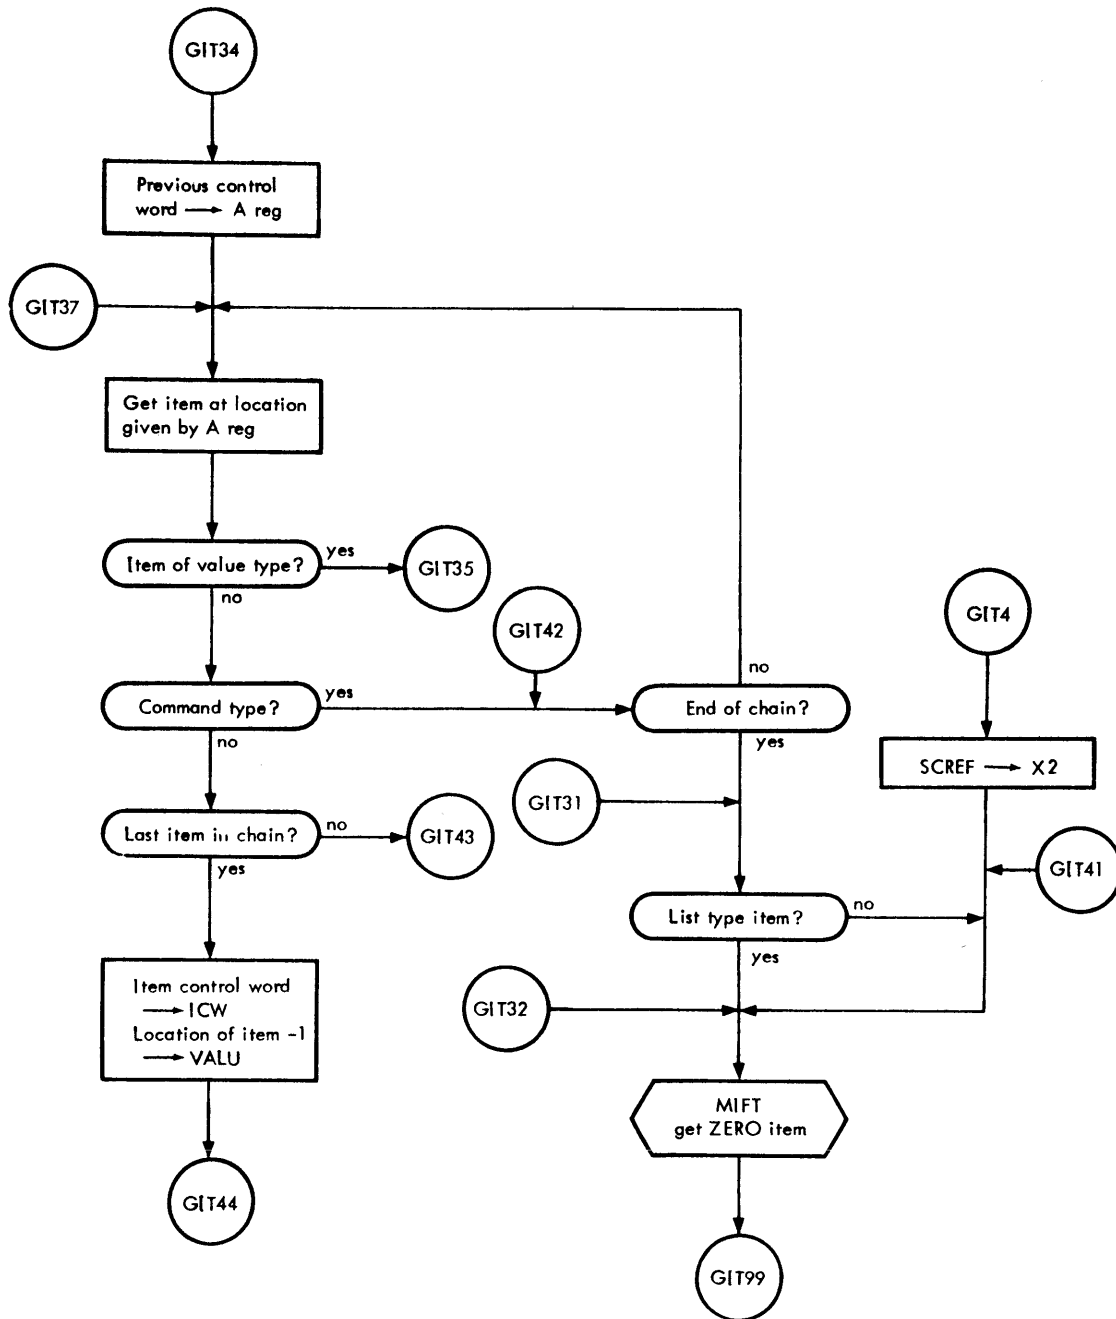 GIT34
Previous control
word → A reg
GIT37
Get item at location
given by A reg
Item of value type?
yes
GIT35
no
GIT42
GIT4
Command type?
yes
no
no
End of chain?
yes
SCREF → X2
GIT31
Last item in chain?
no
GIT43
yes
GIT41
List type item?
no
yes
Item control word
→ ICW
Location of item -1
→ VALU
GIT32
MIFT
get ZERO item
GIT44
GIT99